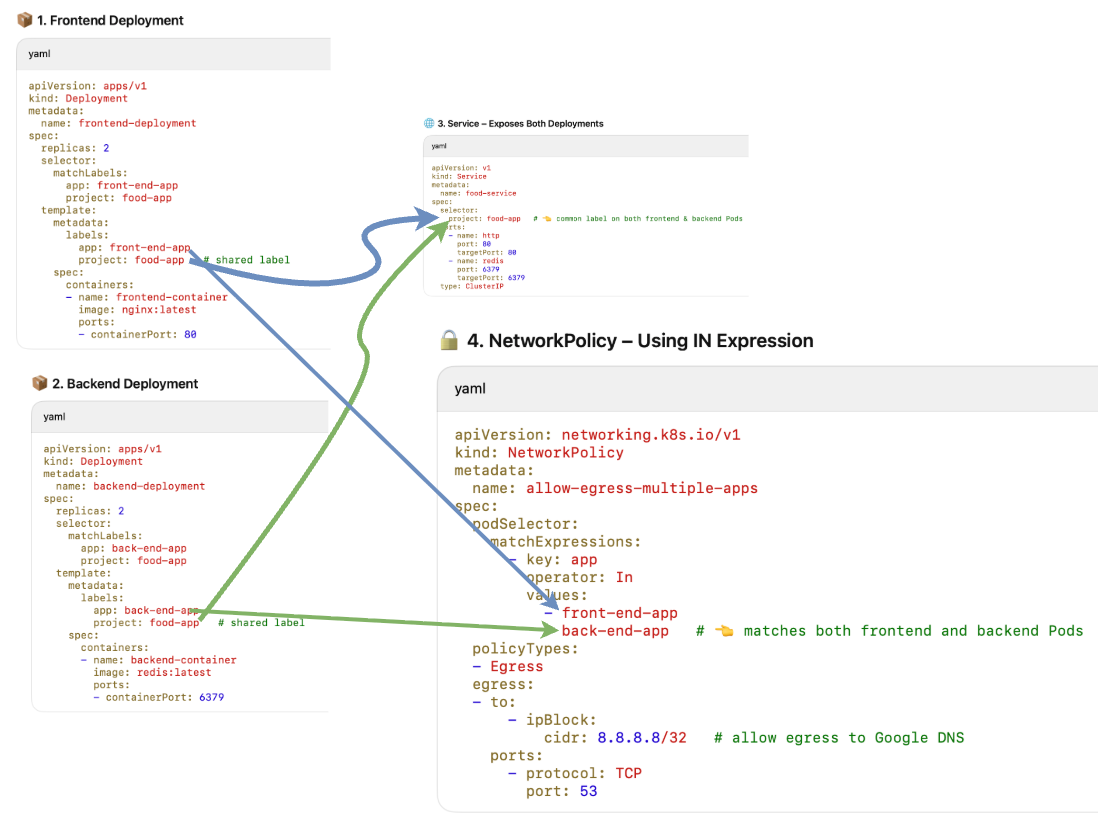 📦 1. Frontend Deployment
yaml
apiVersion: apps/v1
kind: Deployment
metadata:
  name: frontend-deployment
spec:
  replicas: 2
  selector:
    matchLabels:
      app: front-end-app
      project: food-app
  template:
    metadata:
      labels:
        app: front-end-app
        project: food-app   # shared label
    spec:
      containers:
      - name: frontend-container
        image: nginx:latest
        ports:
        - containerPort: 80
📦 2. Backend Deployment
yaml
apiVersion: apps/v1
kind: Deployment
metadata:
  name: backend-deployment
spec:
  replicas: 2
  selector:
    matchLabels:
      app: back-end-app
      project: food-app
  template:
    metadata:
      labels:
        app: back-end-app
        project: food-app   # shared label
    spec:
      containers:
      - name: backend-container
        image: redis:latest
        ports:
        - containerPort: 6379
🌐 3. Service – Exposes Both Deployments
yaml
apiVersion: v1
kind: Service
metadata:
  name: food-service
spec:
  selector:
    project: food-app   # 👈 common label on both frontend & backend Pods
  ports:
    - name: http
      port: 80
      targetPort: 80
    - name: redis
      port: 6379
      targetPort: 6379
  type: ClusterIP
🔒 4. NetworkPolicy – Using IN Expression
yaml
apiVersion: networking.k8s.io/v1
kind: NetworkPolicy
metadata:
  name: allow-egress-multiple-apps
spec:
  podSelector:
    matchExpressions:
      - key: app
        operator: In
        values:
          - front-end-app
            back-end-app   # 👈 matches both frontend and backend Pods
  policyTypes:
  - Egress
  egress:
  - to:
      - ipBlock:
          cidr: 8.8.8.8/32   # allow egress to Google DNS
    ports:
      - protocol: TCP
        port: 53